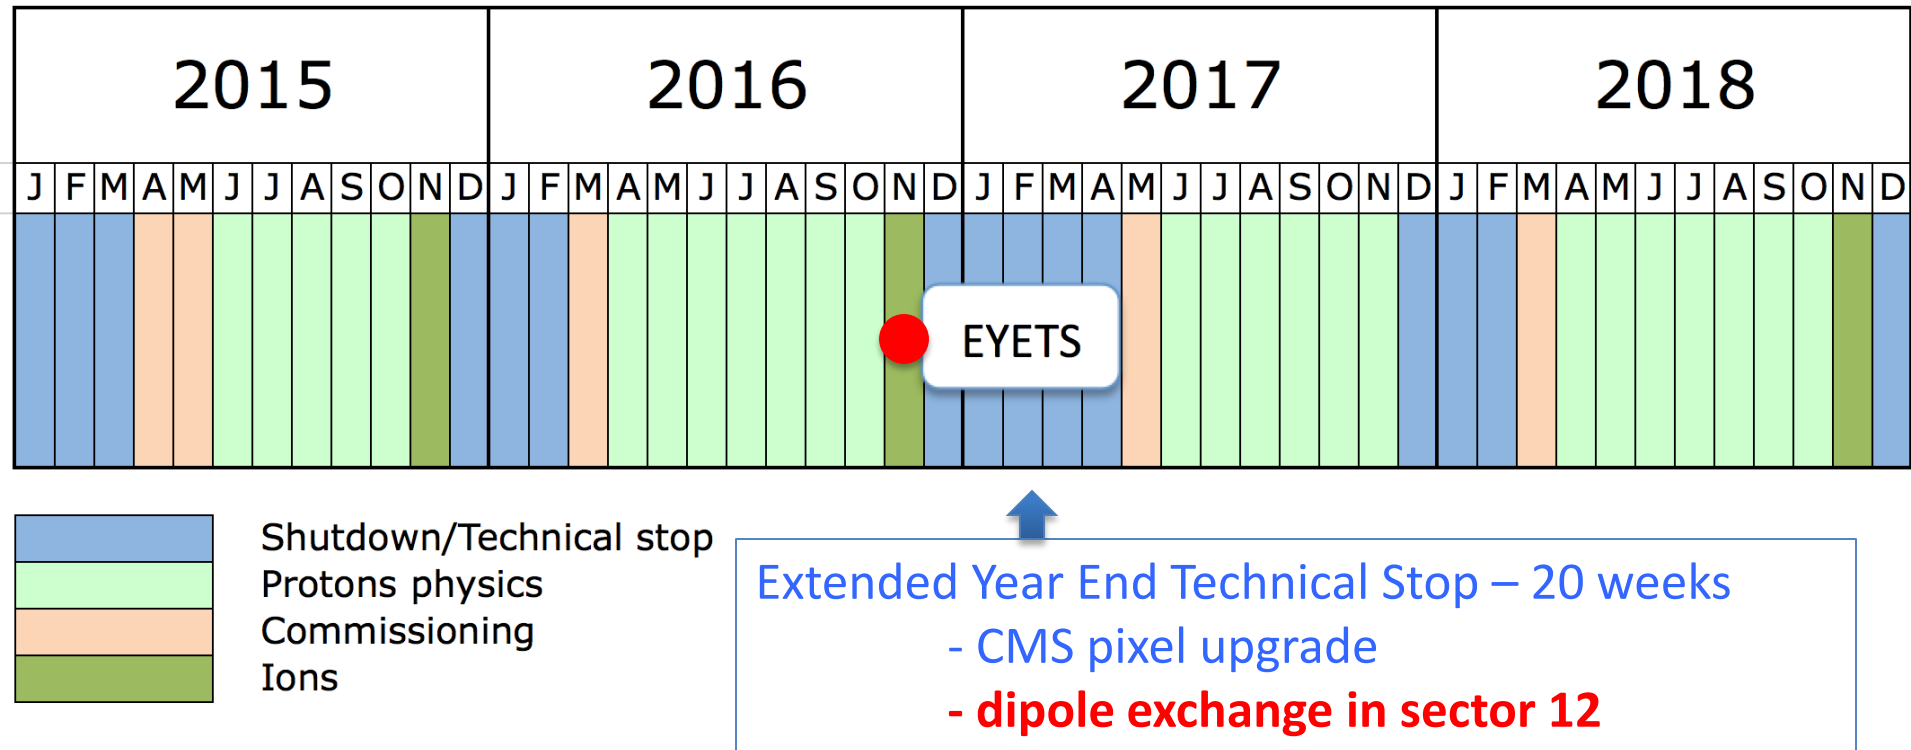 2015 2016 2017 2018
J F M A M J J A S O N D J F M A M J J A S O N D J F M A M J J A S O N D J F M A M J J A S O N D
EYETS
Shutdown/Technical stop
Protons physics
Commissioning
Ions
Extended Year End Technical Stop – 20 weeks
- CMS pixel upgrade
- dipole exchange in sector 12